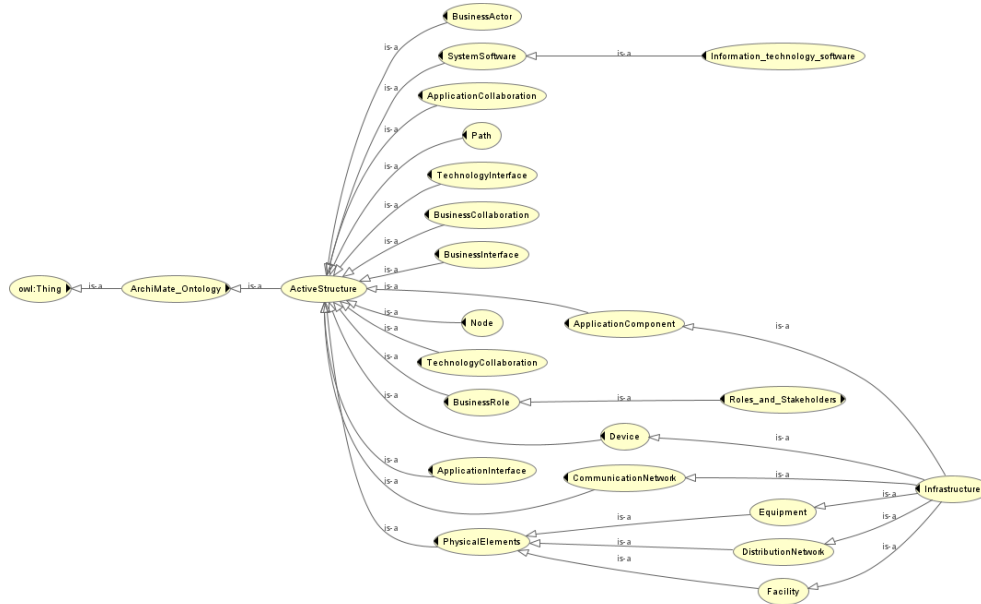 BusinessActor
is-a
SystemSoftware
is-a
Information_technology_software
is-a
ApplicationCollaboration
is-a
Path
is-a
TechnologyInterface
is-a
BusinessCollaboration
is-a
BusinessInterface
is-a
owl:Thing
is-a
ArchiMate_Ontology
is-a
ActiveStructure
is-a
Node
is-a
ApplicationComponent
is-a
TechnologyCollaboration
is-a
BusinessRole
is-a
Roles_and_Stakeholders
is-a
Device
is-a
is-a
ApplicationInterface
is-a
CommunicationNetwork
is-a
is-a
Infrastructure
Equipment
is-a
is-a
PhysicalElements
is-a
DistributionNetwork
is-a
is-a
Facility
is-a
is-a